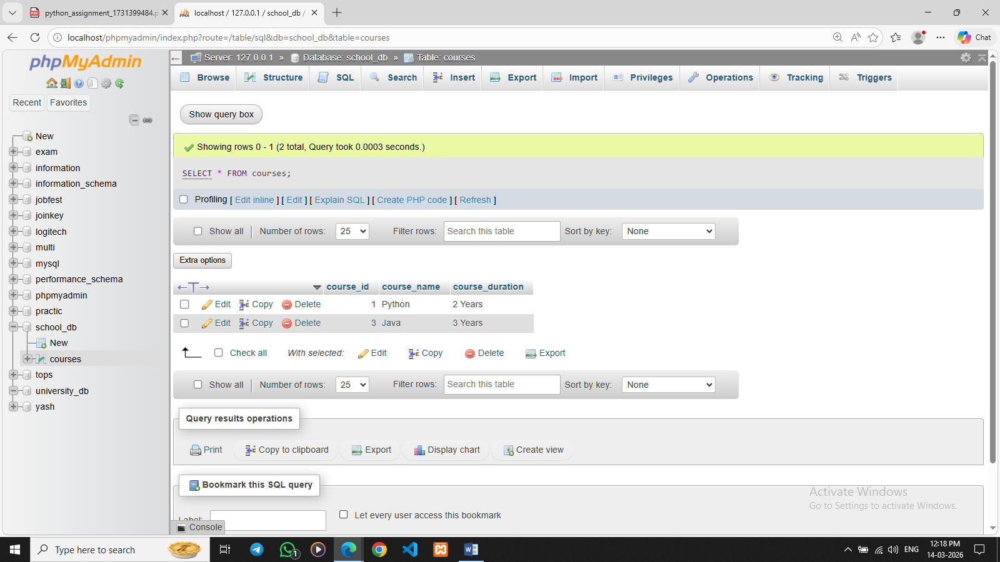 python_assignment_1731399484.p
localhost / 127.0.0.1 / school_db /
localhost/phpmyadmin/index.php?route=/table/sql&db=school_db&table=courses
Chat
phpMyAdmin
Recent Favorites
New
exam
information
information_schema
jobfest
joinkey
logitech
multi
mysql
performance_schema
phpmyadmin
practic
school_db
New
courses
tops
university_db
yash
Server: 127.0.0.1 » Database: school_db » Table: courses
Browse Structure SQL Search Insert Export Import Privileges Operations Tracking Triggers
Show query box
Showing rows 0 - 1 (2 total, Query took 0.0003 seconds.)
SELECT * FROM courses;
Profiling [ Edit inline ] [ Edit ] [ Explain SQL ] [ Create PHP code ] [ Refresh ]
Show all Number of rows: 25 Filter rows: Search this table Sort by key: None
Extra options
course_id course_name course_duration
Edit Copy Delete 1 Python 2 Years
Edit Copy Delete 3 Java 3 Years
Check all With selected: Edit Copy Delete Export
Show all Number of rows: 25 Filter rows: Search this table Sort by key: None
Query results operations
Print Copy to clipboard Export Display chart Create view
Bookmark this SQL query
Label: Let every user access this bookmark
Console
Activate Windows
Go to Settings to activate Windows.
Type here to search
1
ENG
12:18 PM
14-03-2026